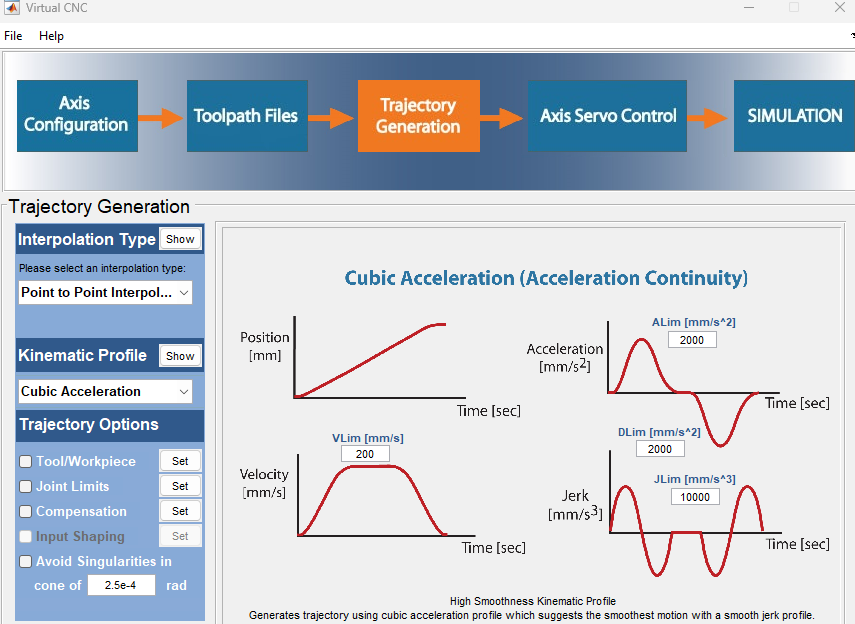 Virtual CNC
File Help
Axis
Configuration
Toolpath Files
Trajectory
Generation
Axis Servo Control
SIMULATION
Trajectory Generation
Interpolation Type Show
Please select an interpolation type:
Point to Point Interpol...
Kinematic Profile Show
Cubic Acceleration
Trajectory Options
Tool/Workpiece Set
Joint Limits Set
Compensation Set
Input Shaping Set
Avoid Singularities in
cone of 2.5e-4 rad
Cubic Acceleration (Acceleration Continuity)
Position
[mm]
Time [sec]
ALim [mm/s^2]
2000
Acceleration
[mm/s2]
Time [sec]
VLim [mm/s]
200
Velocity
[mm/s]
Time [sec]
DLim [mm/s^2]
2000
JLim [mm/s^3]
10000
Jerk
[mm/s3]
Time [sec]
High Smoothness Kinematic Profile
Generates trajectory using cubic acceleration profile which suggests the smoothest motion with a smooth jerk profile.